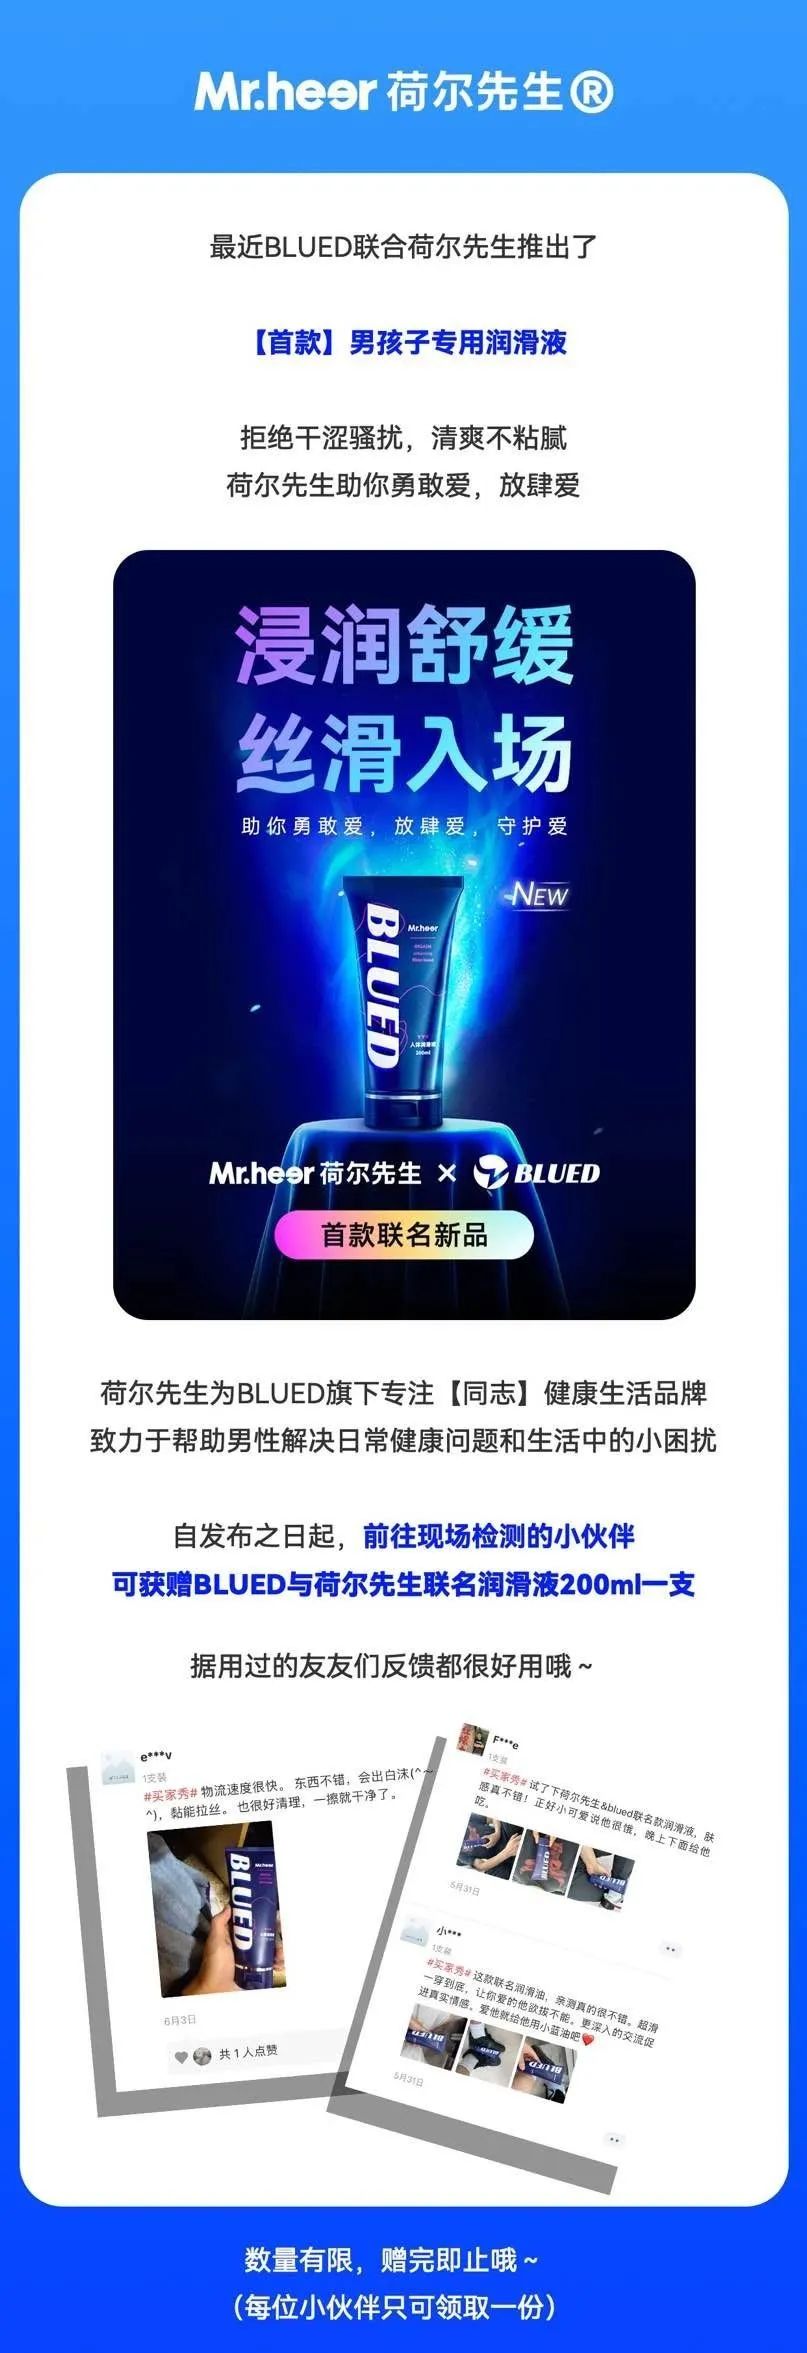 Mr.heer 荷尔先生®
最近BLUED联合荷尔先生推出了
【首款】男孩子专用润滑液
拒绝干涩骚扰，清爽不粘腻
荷尔先生助你勇敢爱，放肆爱
浸润舒缓
丝滑入场
助你勇敢爱，放肆爱，守护爱
NEW
BLUED
Mr.heer
人体润滑液
200ml
Mr.heer 荷尔先生 × BLUED
首款联名新品
荷尔先生为BLUED旗下专注【同志】健康生活品牌
致力于帮助男性解决日常健康问题和生活中的小困扰
自发布之日起，前往现场检测的小伙伴
可获赠BLUED与荷尔先生联名润滑液200ml一支
据用过的友友们反馈都很好用哦~
e***v
1支装
#买家秀# 物流速度很快。 东西不错，会出白沫(^~
^)，黏能拉丝。 也很好清理，一擦就干净了。
BLUED
Mr.heer
6月3日
共1人点赞
F***e
1支装
#买家秀# 试了下荷尔先生&blued联名款润滑液，肤
感真不错！正好小可爱说他很饿，晚上下面给他
吃。
5月31日
小***
1支装
#买家秀# 这款联名润滑油，亲测真的很不错。超滑
一穿到底，让你爱的他欲拔不能。更深入的交流促
进真实情感。爱他就给他用小蓝油吧❤️
BLUED
5月31日
数量有限，赠完即止哦~
（每位小伙伴只可领取一份）